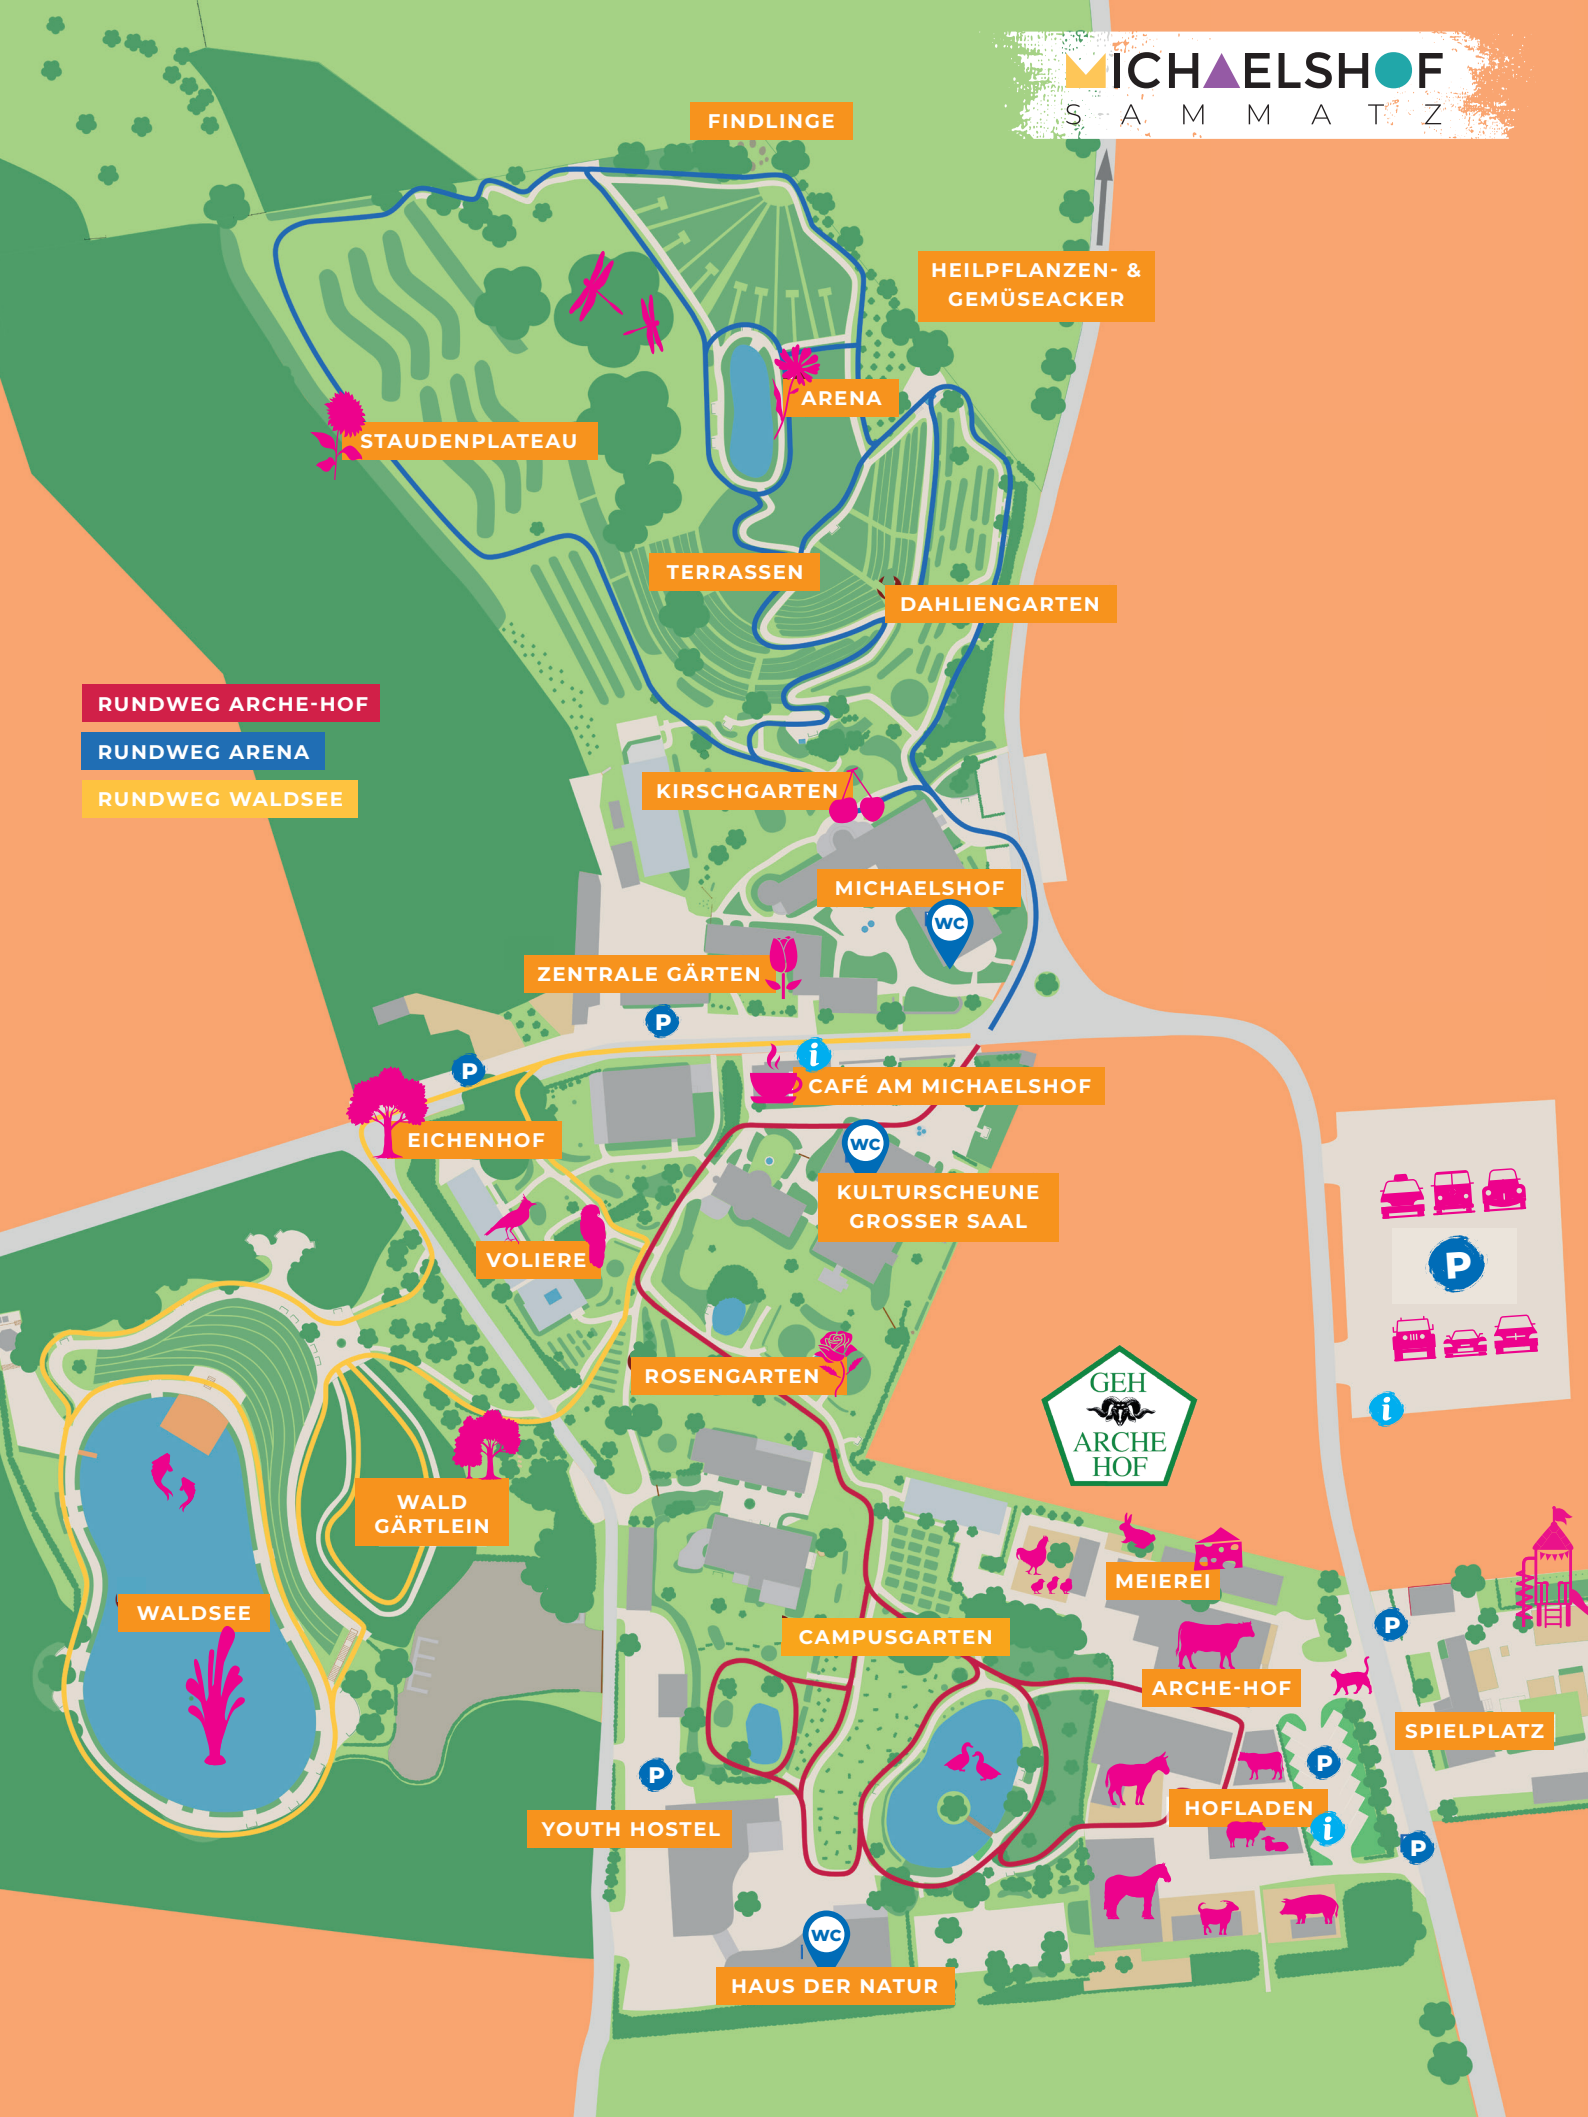 MICHAELSHOF
SAMMATZ
FINDLINGE
HEILPFLANZEN- &
GEMÜSEACKER
ARENA
STAUDENPLATEAU
TERRASSEN
DAHLIENGARTEN
RUNDWEG ARCHE-HOF
RUNDWEG ARENA
RUNDWEG WALDSEE
KIRSCHGARTEN
MICHAELSHOF
WC
ZENTRALE GÄRTEN
P
i
P
CAFÉ AM MICHAELSHOF
EICHENHOF
WC
KULTURSCHEUNE
GROSSER SAAL
VOLIERE
P
ROSENGARTEN
GEH
ARCHE
HOF
i
WALD
GÄRTLEIN
MEIEREI
WALDSEE
P
CAMPUSGARTEN
ARCHE-HOF
SPIELPLATZ
P
P
HOFLADEN
i
YOUTH HOSTEL
P
WC
HAUS DER NATUR